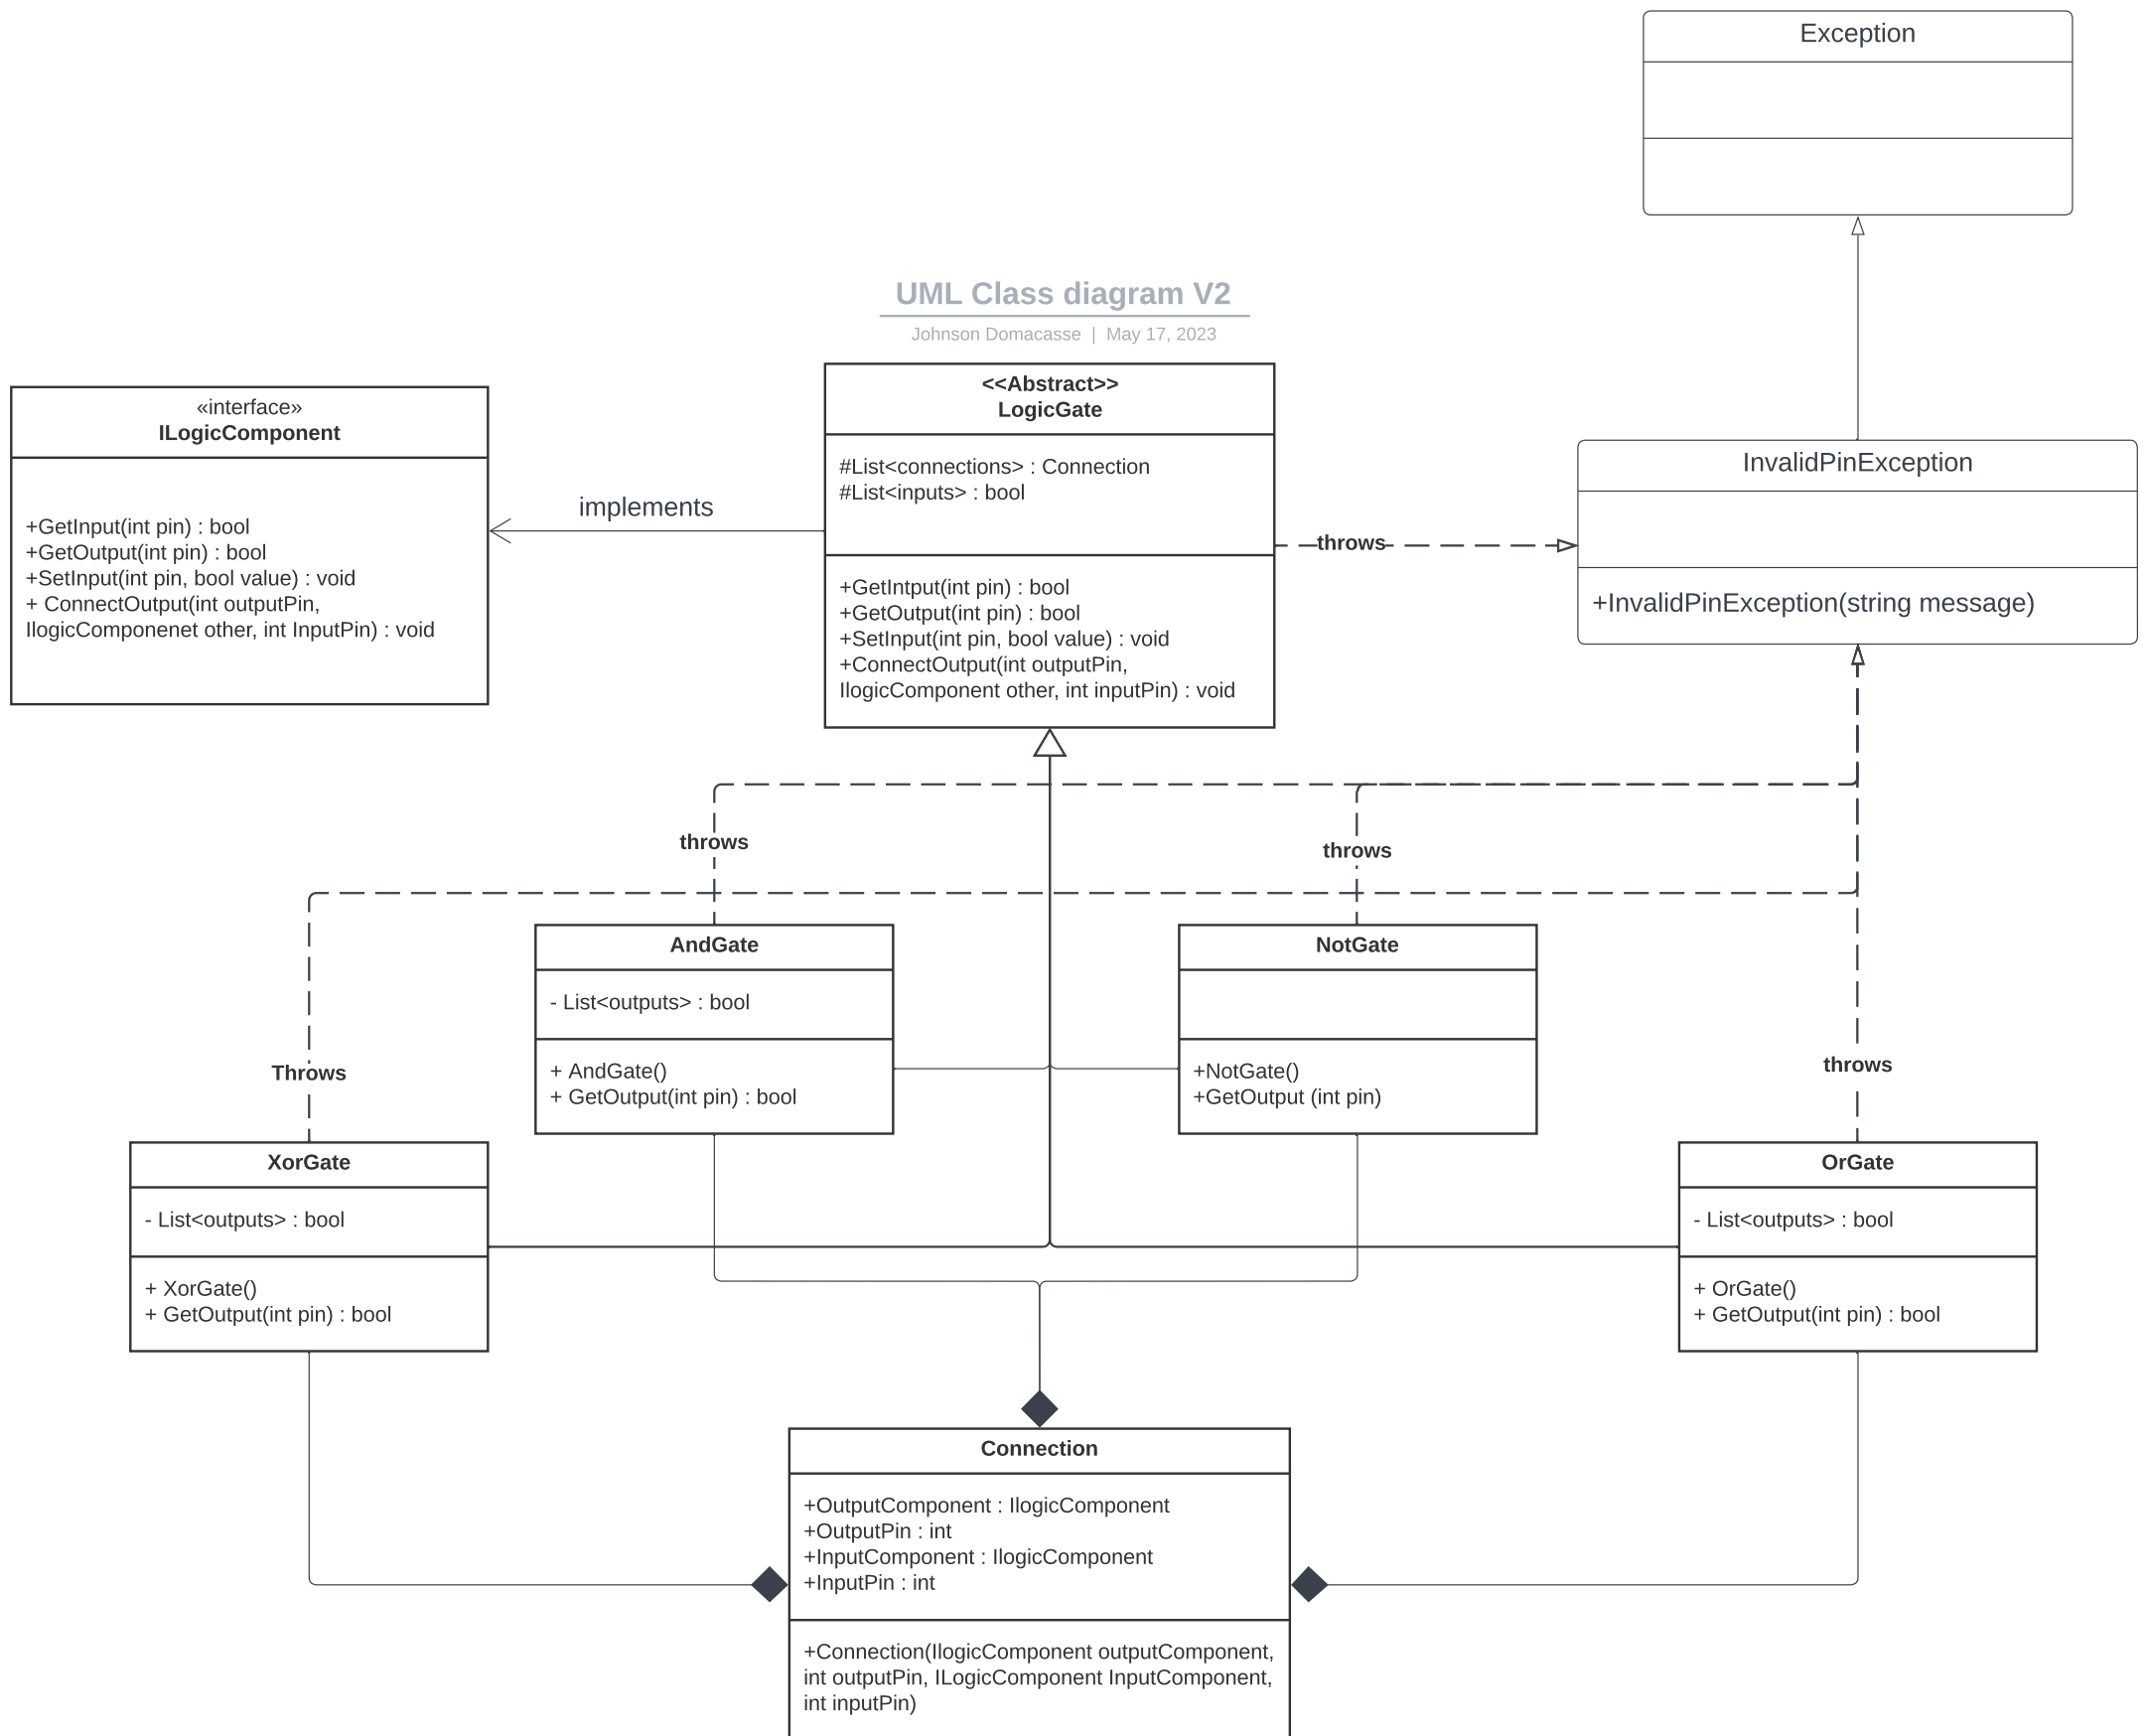 Exception
UML Class diagram V2
Johnson Domacasse | May 17, 2023
«interface»
ILogicComponent
+GetInput(int pin) : bool
+GetOutput(int pin) : bool
+SetInput(int pin, bool value) : void
+ ConnectOutput(int outputPin,
IlogicComponenet other, int InputPin) : void
implements
<<Abstract>>
LogicGate
#List<connections> : Connection
#List<inputs> : bool
+GetIntput(int pin) : bool
+GetOutput(int pin) : bool
+SetInput(int pin, bool value) : void
+ConnectOutput(int outputPin,
IlogicComponent other, int inputPin) : void
throws
InvalidPinException
+InvalidPinException(string message)
throws
throws
Throws
throws
AndGate
- List<outputs> : bool
+ AndGate()
+ GetOutput(int pin) : bool
NotGate
+NotGate()
+GetOutput (int pin)
XorGate
- List<outputs> : bool
+ XorGate()
+ GetOutput(int pin) : bool
OrGate
- List<outputs> : bool
+ OrGate()
+ GetOutput(int pin) : bool
Connection
+OutputComponent : IlogicComponent
+OutputPin : int
+InputComponent : IlogicComponent
+InputPin : int
+Connection(IlogicComponent outputComponent,
int outputPin, ILogicComponent InputComponent,
int inputPin)